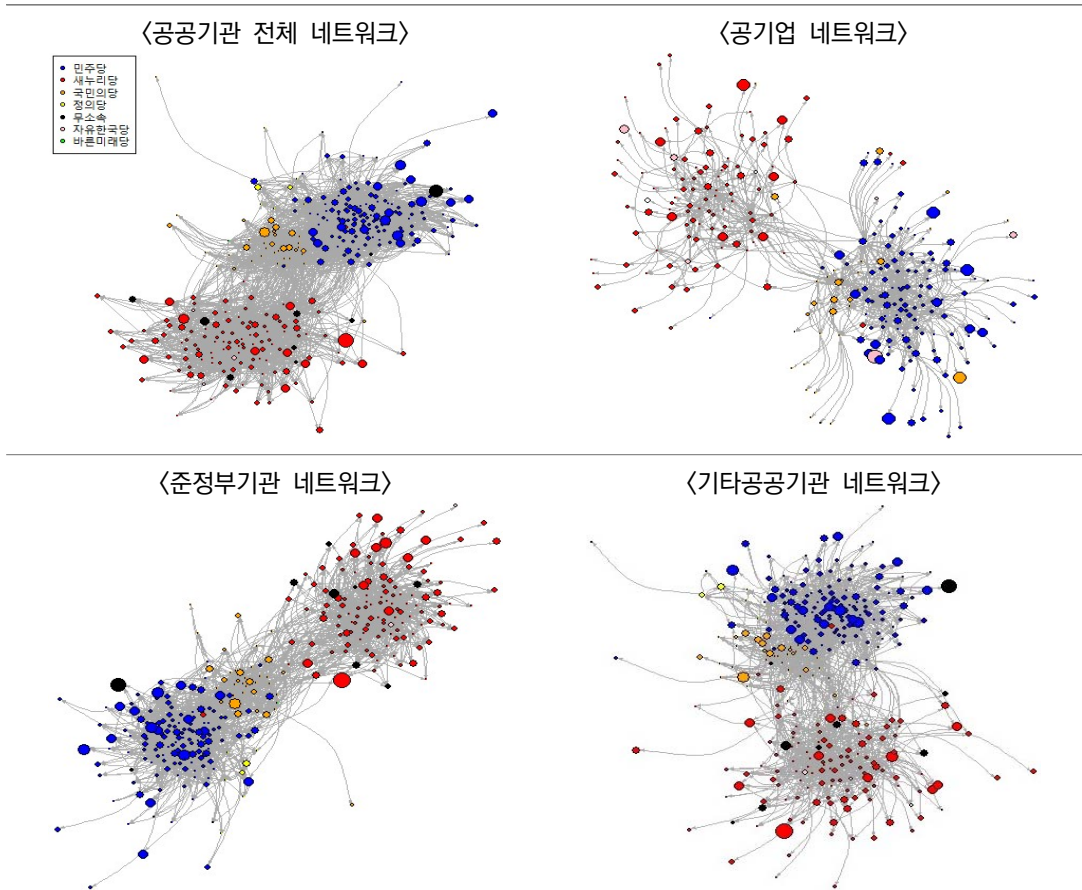 〈공공기관 전체 네트워크〉
민주당
새누리당
국민의당
정의당
무소속
자유한국당
바른미래당
〈공기업 네트워크〉
〈준정부기관 네트워크〉
〈기타공공기관 네트워크〉